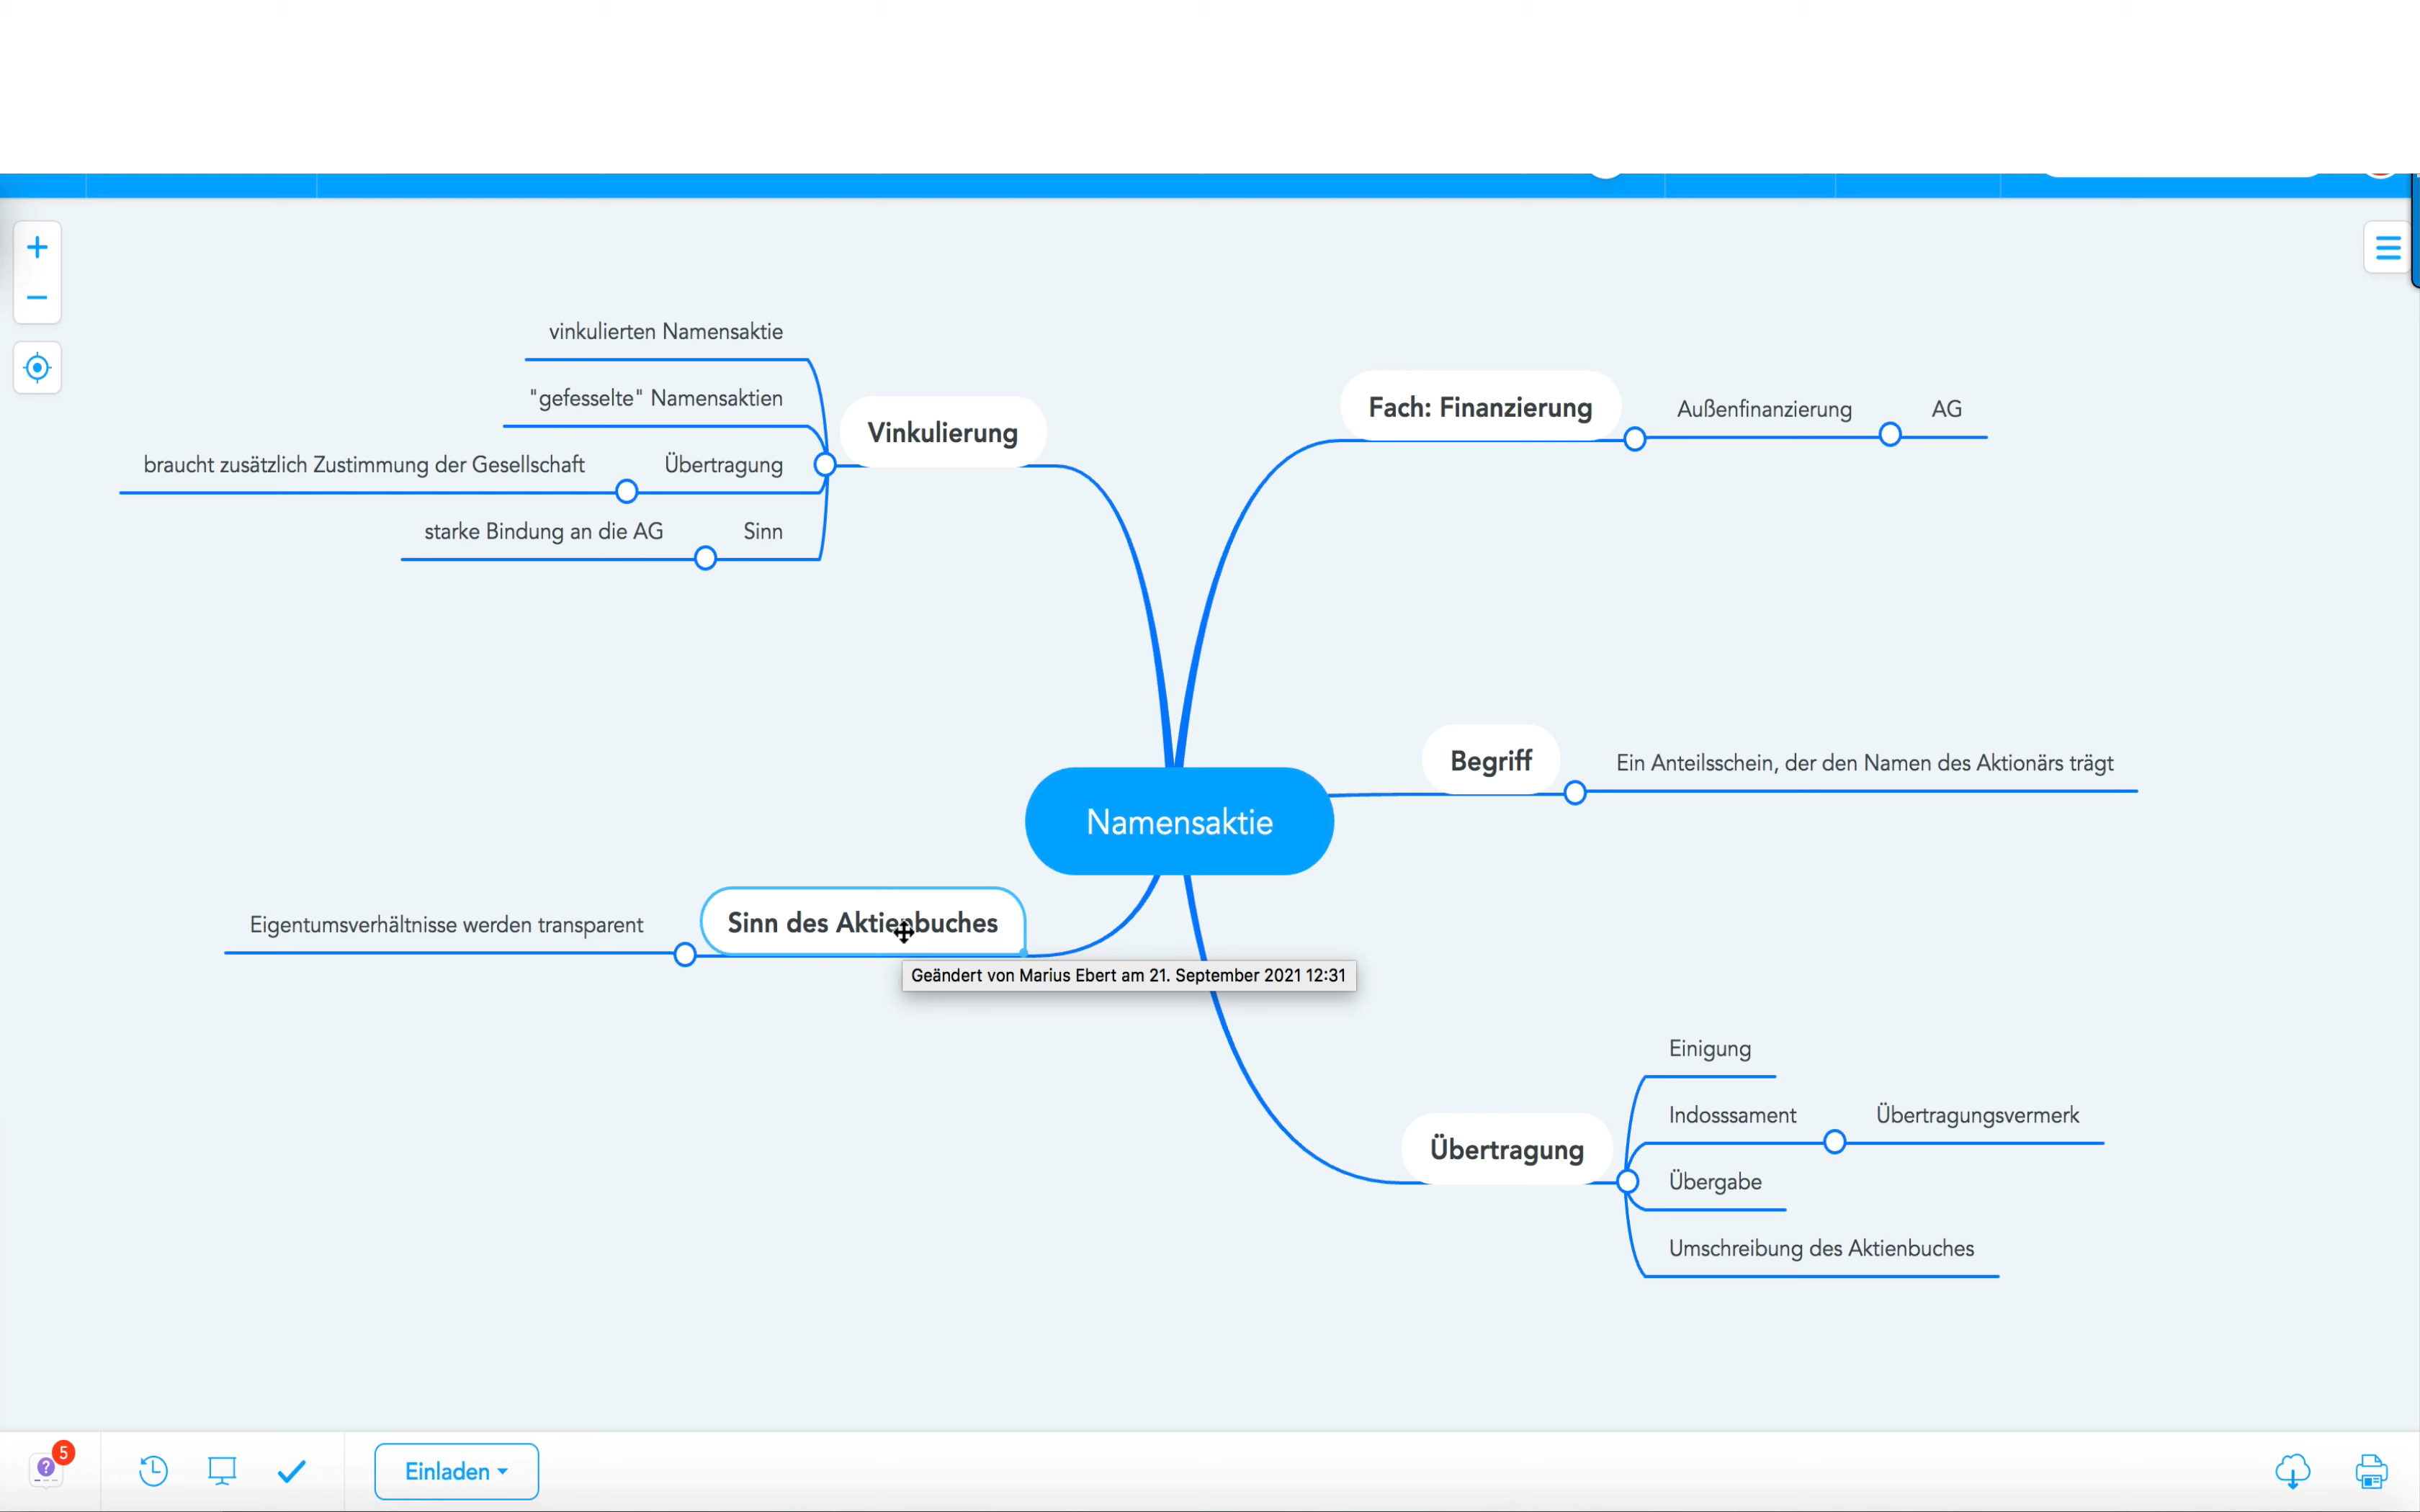 vinkulierten Namensaktie
"gefesselte" Namensaktien
Vinkulierung
braucht zusätzlich Zustimmung der Gesellschaft
Übertragung
starke Bindung an die AG
Sinn
Fach: Finanzierung
Außenfinanzierung
AG
Begriff
Ein Anteilsschein, der den Namen des Aktionärs trägt
Namensaktie
Eigentumsverhältnisse werden transparent
Sinn des Aktienbuches
Geändert von Marius Ebert am 21. September 2021 12:31
Übertragung
Einigung
Indosssament
Übertragungsvermerk
Übergabe
Umschreibung des Aktienbuches
5
?
Einladen